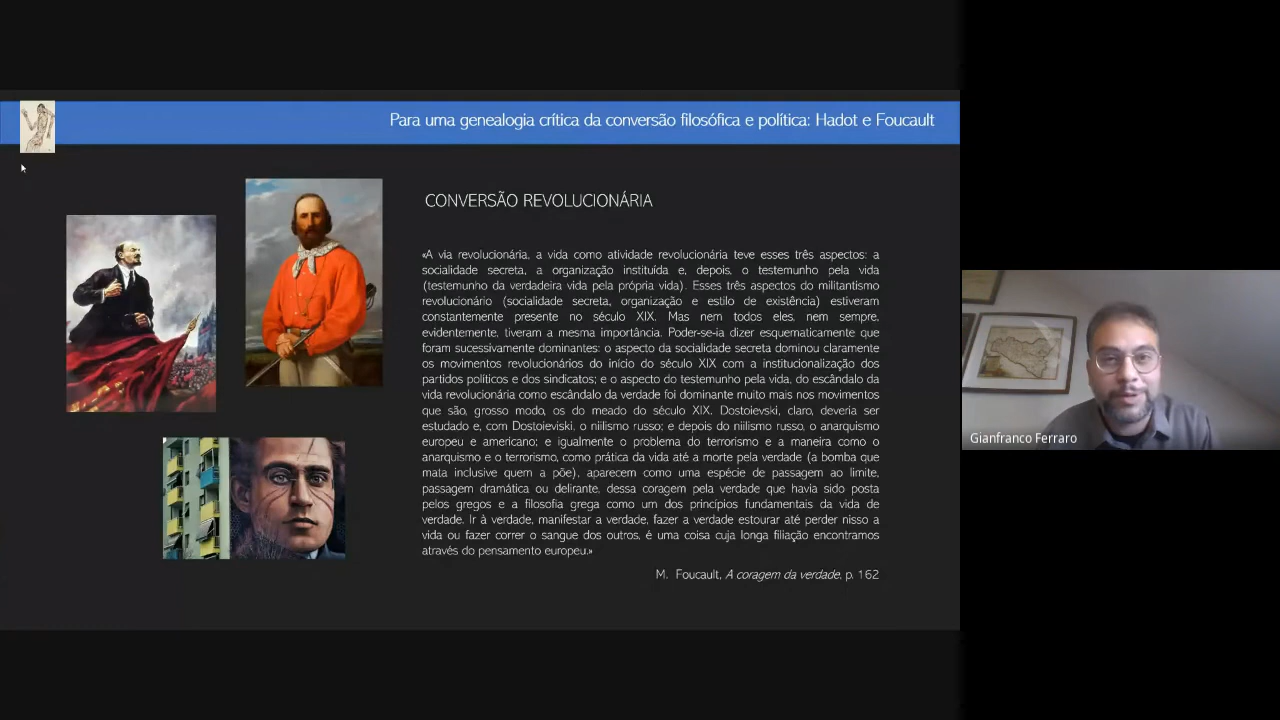 Para uma genealogia crítica da conversão filosófica e política: Hadot e Foucault
CONVERSÃO REVOLUCIONÁRIA
«A via revolucionária, a vida como atividade revolucionária teve esses três aspectos: a
socialidade secreta, a organização instituída e, depois, o testemunho pela vida
(testemunho da verdadeira vida pela própria vida). Esses três aspectos do militantismo
revolucionário (socialidade secreta, organização e estilo de existência) estiveram
constantemente presente no século XIX. Mas nem todos eles, nem sempre,
evidentemente, tiveram a mesma importância. Poder-se-ia dizer esquematicamente que
foram sucessivamente dominantes: o aspecto da socialidade secreta dominou claramente
os movimentos revolucionários do início do século XIX com a institucionalização dos
partidos políticos e dos sindicatos; e o aspecto do testemunho pela vida, do escândalo da
vida revolucionária como escândalo da verdade foi dominante muito mais nos movimentos
que são, grosso modo, os do meado do século XIX. Dostoievski, claro, deveria ser
estudado e, com Dostoieviski, o niilismo russo; e depois do niilismo russo, o anarquismo
europeu e americano; e igualmente o problema do terrorismo e a maneira como o
anarquismo e o terrorismo, como prática da vida até a morte pela verdade (a bomba que
mata inclusive quem a põe), aparecem como uma espécie de passagem ao limite,
passagem dramática ou delirante, dessa coragem pela verdade que havia sido posta
pelos gregos e a filosofia grega como um dos princípios fundamentais da vida de
verdade. Ir à verdade, manifestar a verdade, fazer a verdade estourar até perder nisso a
vida ou fazer correr o sangue dos outros, é uma coisa cuja longa filiação encontramos
através do pensamento europeu.»
M. Foucault, A coragem da verdade, p. 162
Gianfranco Ferraro